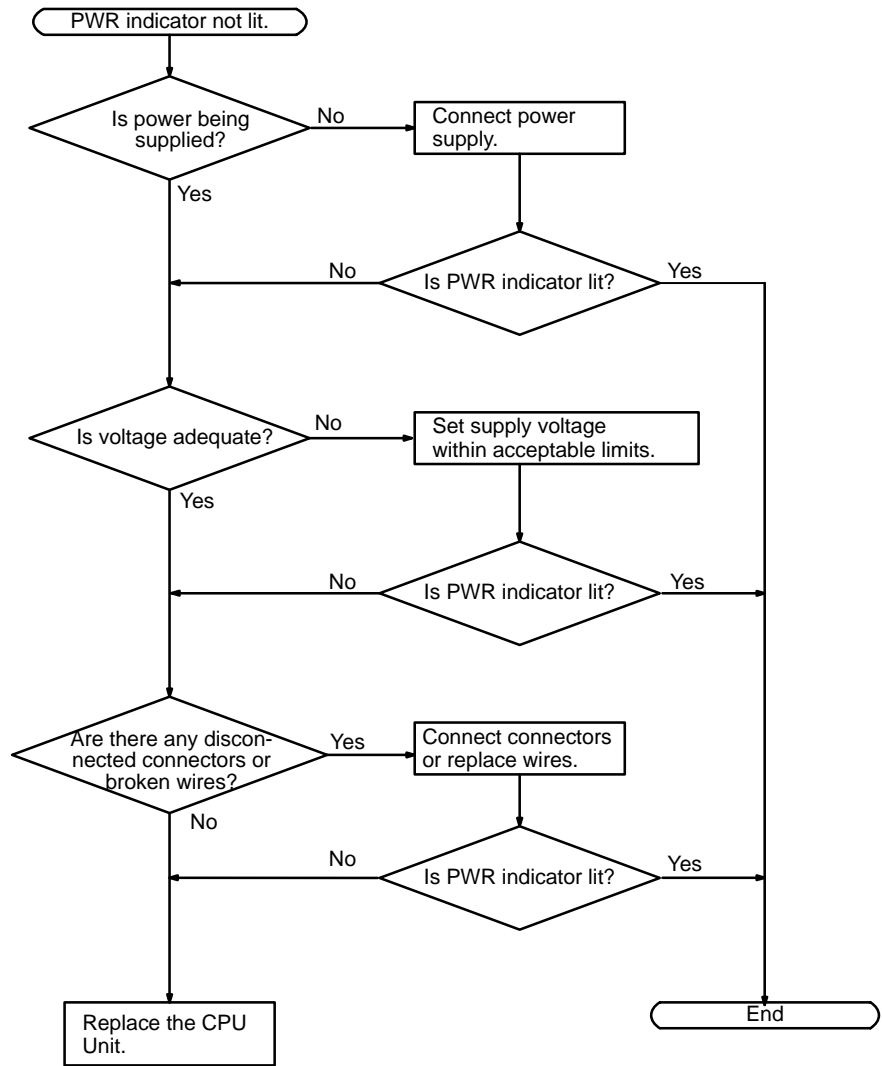 PWR indicator not lit.
Is power being
supplied?
No
Connect power
supply.
Yes
No
Is PWR indicator lit?
Yes
Is voltage adequate?
No
Set supply voltage
within acceptable limits.
Yes
No
Is PWR indicator lit?
Yes
Are there any discon-
nected connectors or
broken wires?
Yes
Connect connectors
or replace wires.
No
No
Is PWR indicator lit?
Yes
Replace the CPU
Unit.
End